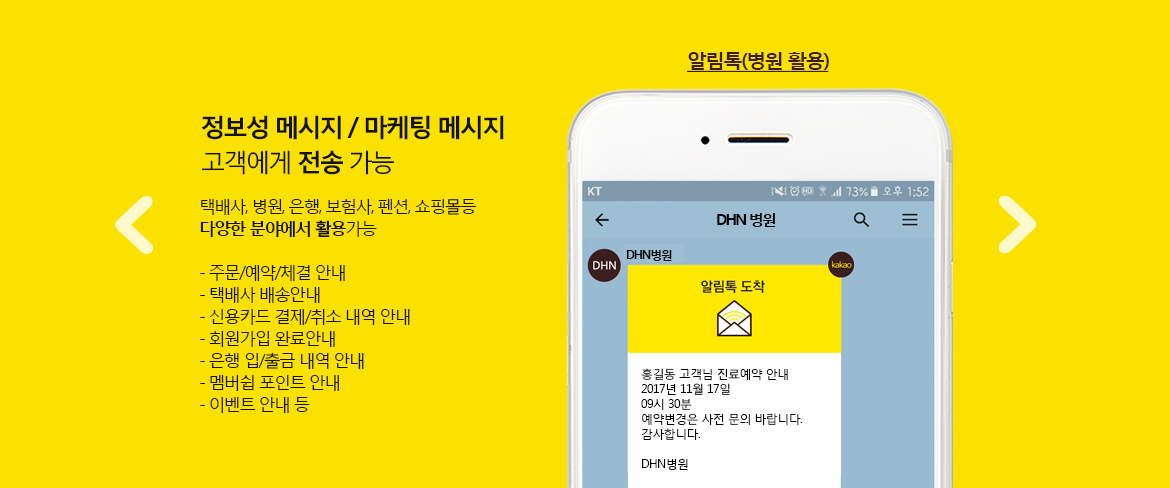 알림톡(병원 활용)
정보성 메시지 / 마케팅 메시지
고객에게 전송 가능
택배사, 병원, 은행, 보험사, 펜션, 쇼핑몰등
다양한 분야에서 활용가능
- 주문/예약/체결 안내
- 택배사 배송안내
- 신용카드 결제/취소 내역 안내
- 회원가입 완료안내
- 은행 입/출금 내역 안내
- 멤버쉽 포인트 안내
- 이벤트 안내 등
KT 73% 오후 1:52
DHN 병원
DHN
DHN병원
kakao
알림톡 도착
홍길동 고객님 진료예약 안내
2017년 11월 17일
09시 30분
예약변경은 사전 문의 바랍니다.
감사합니다.
DHN병원